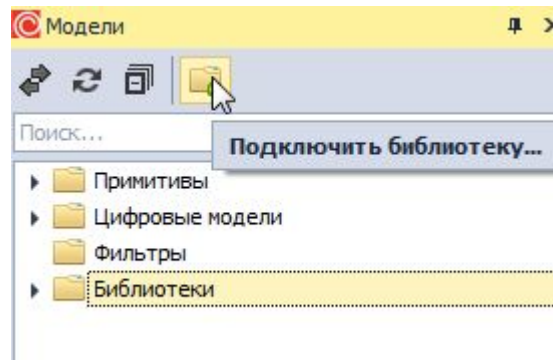 Модели
Поиск...
Подключить библиотеку...
Примитивы
Цифровые модели
Фильтры
Библиотеки